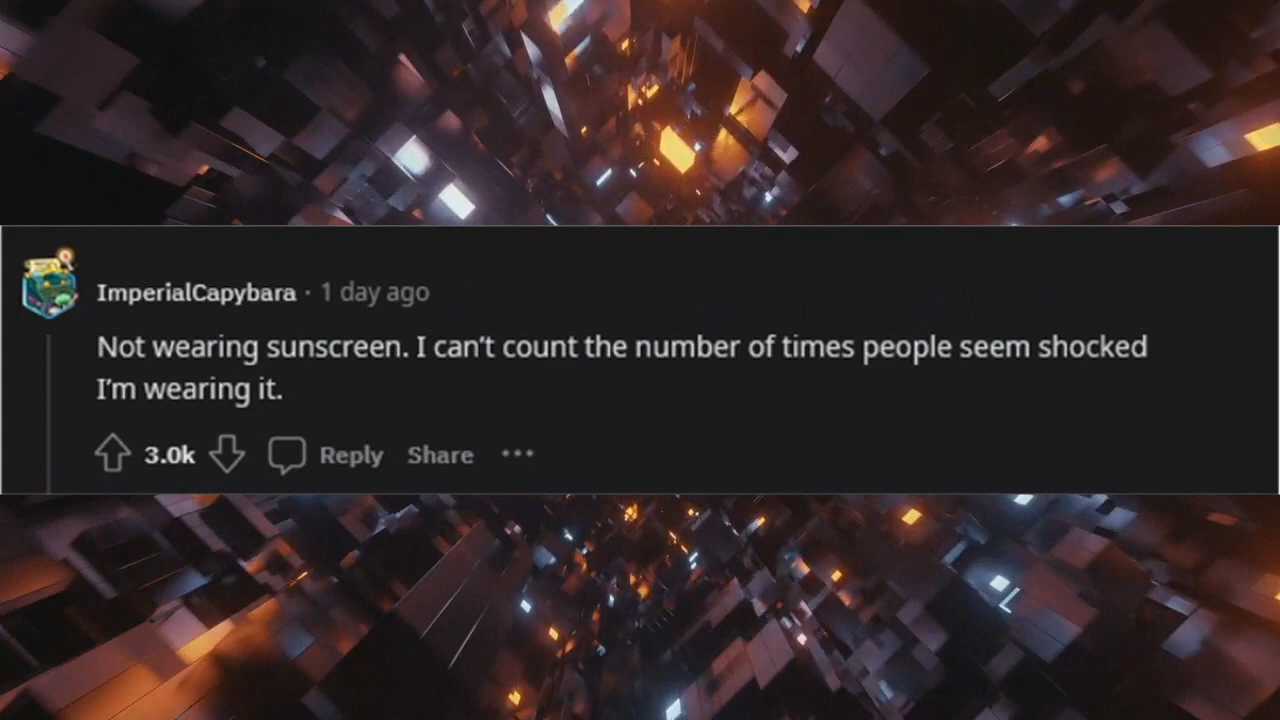 ImperialCapybara · 1 day ago
Not wearing sunscreen. I can't count the number of times people seem shocked
I'm wearing it.
3.0k Reply Share ···